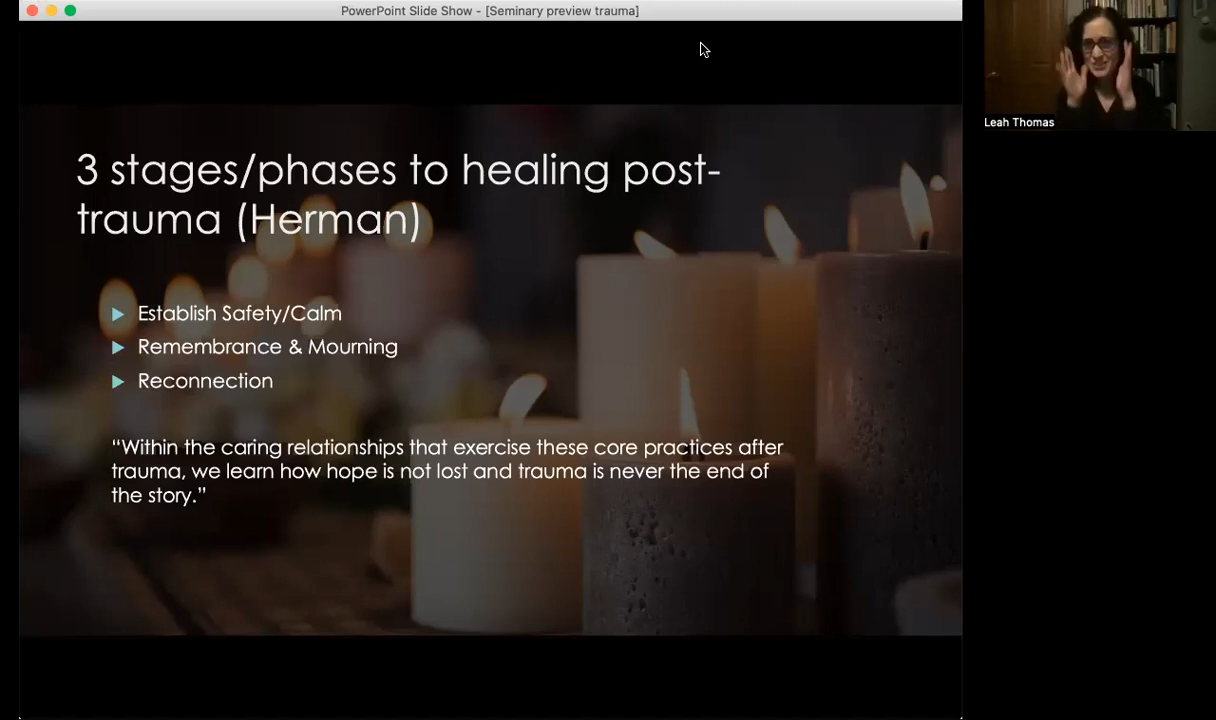 PowerPoint Slide Show - [Seminary preview trauma]
Leah Thomas
3 stages/phases to healing post-
trauma (Herman)
Establish Safety/Calm
Remembrance & Mourning
Reconnection
“Within the caring relationships that exercise these core practices after
trauma, we learn how hope is not lost and trauma is never the end of
the story.”